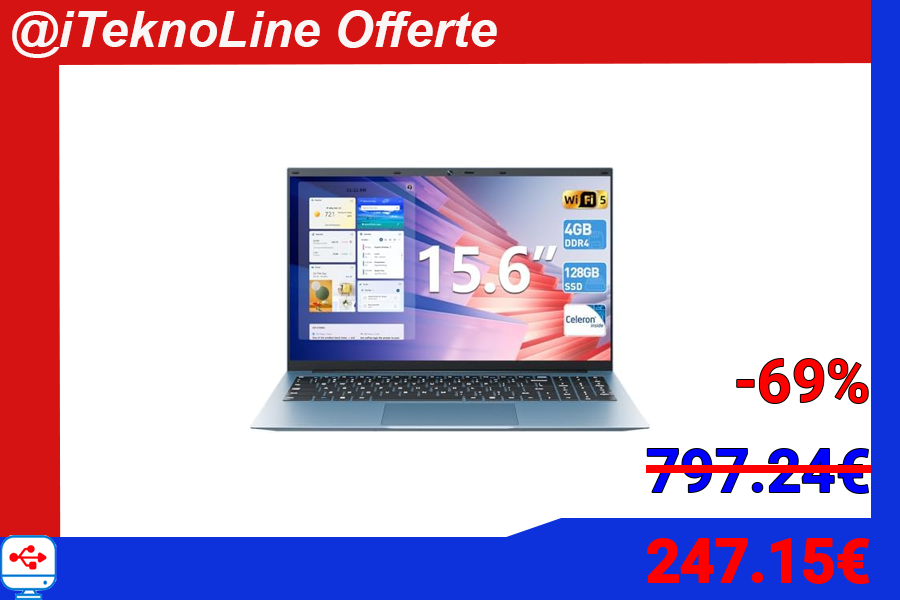 @iTeknoLine Offerte
WiFi 5
4GB
DDR4
15.6"
128GB
SSD
Celeron
inside
-69%
797.24€
247.15€